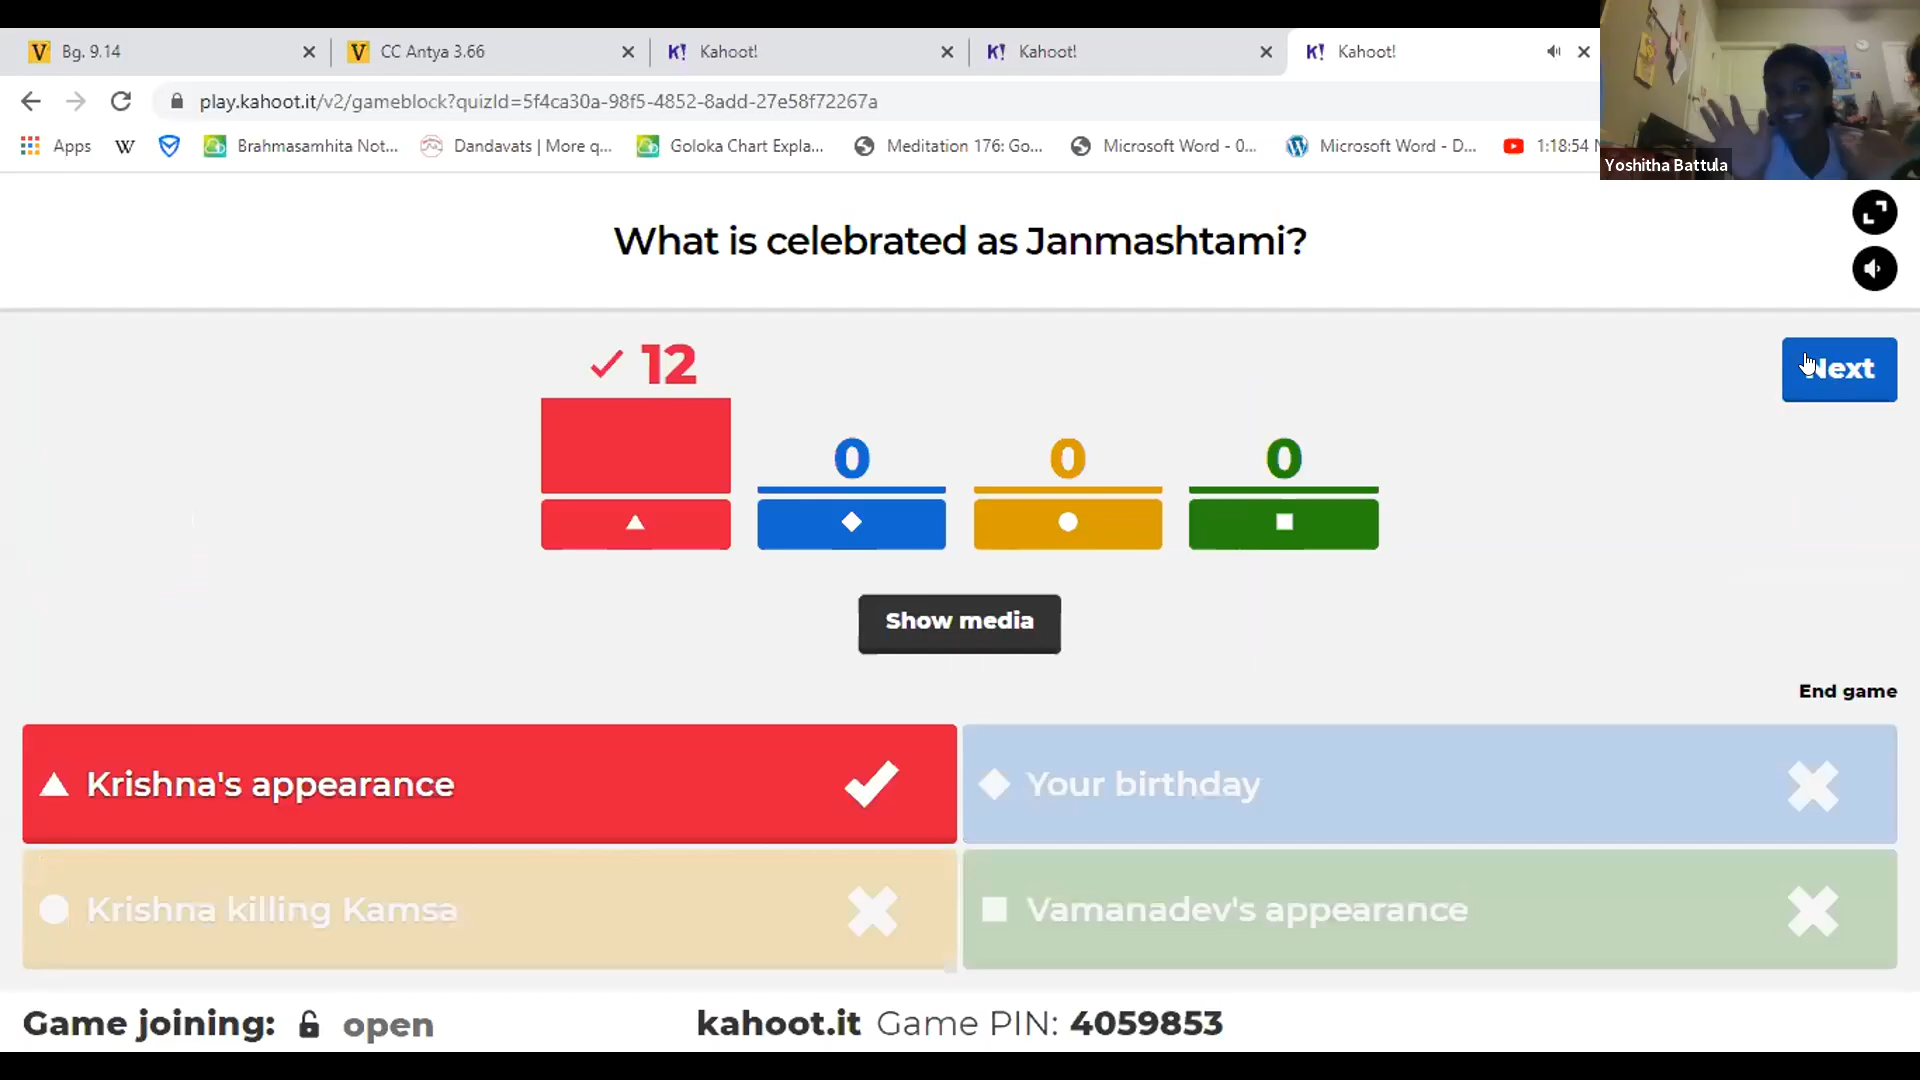 Bg. 9.14
CC Antya 3.66
K! Kahoot!
K! Kahoot!
K! Kahoot!
play.kahoot.it/v2/gameblock?quizId=5f4ca30a-98f5-4852-8add-27e58f72267a
Apps
W
Brahmasamhita Not...
Dandavats | More q...
Goloka Chart Expla...
Meditation 176: Go...
Microsoft Word - 0...
Microsoft Word - D...
1:18:54
Yoshitha Battula
What is celebrated as Janmashtami?
12
0
0
0
Next
Show media
End game
Krishna's appearance
Your birthday
Krishna killing Kamsa
Vamanadev's appearance
Game joining: open
kahoot.it Game PIN: 4059853